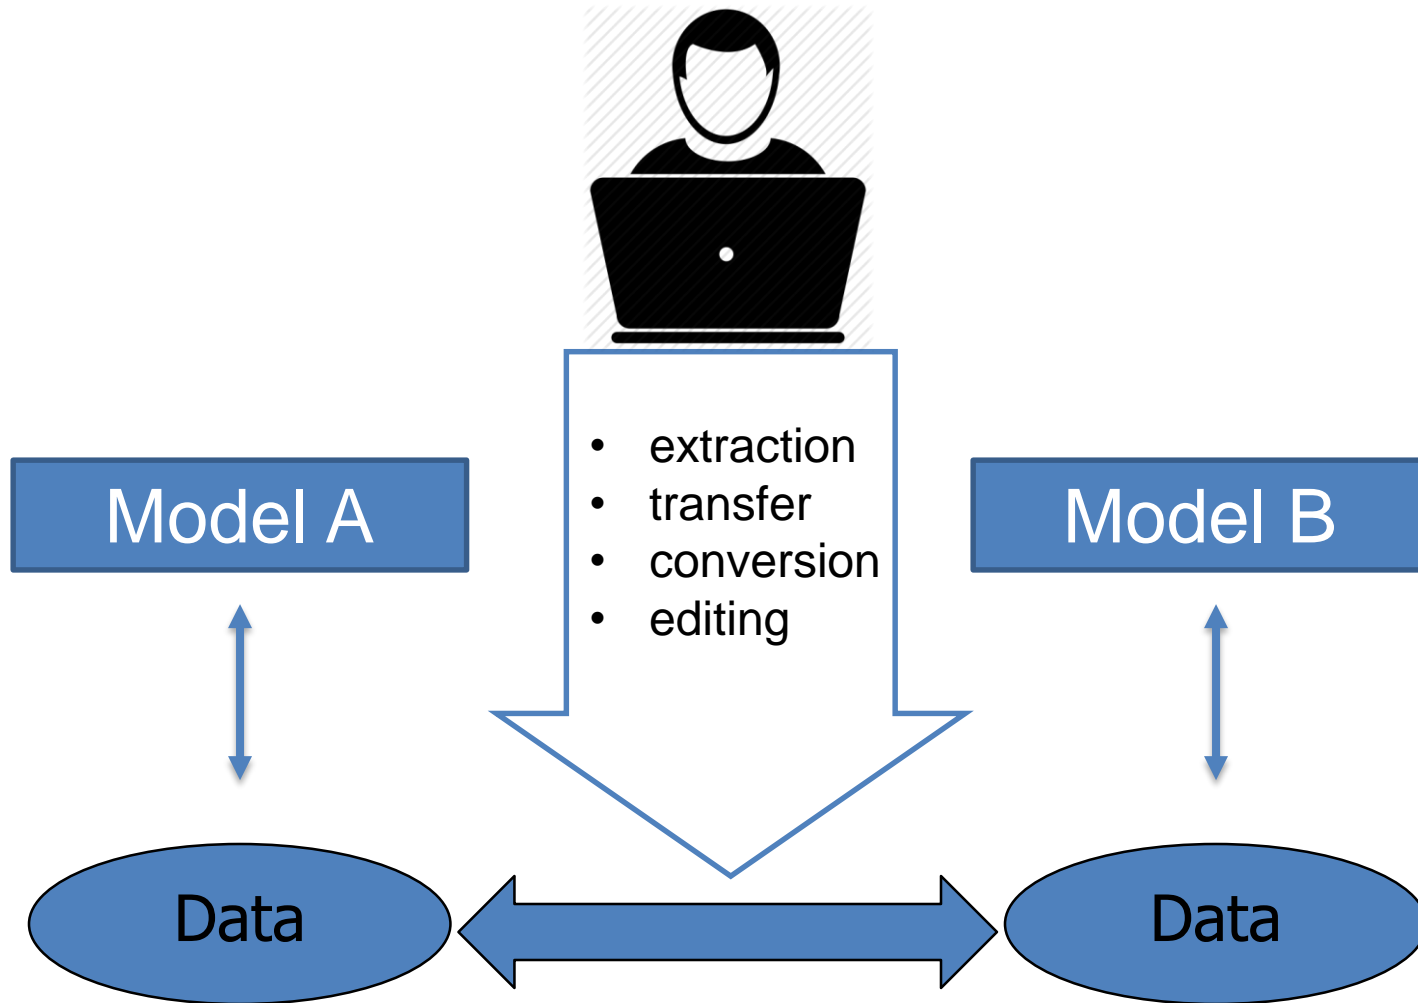 • extraction
• transfer
• conversion
• editing
Model A
Model B
Data
Data